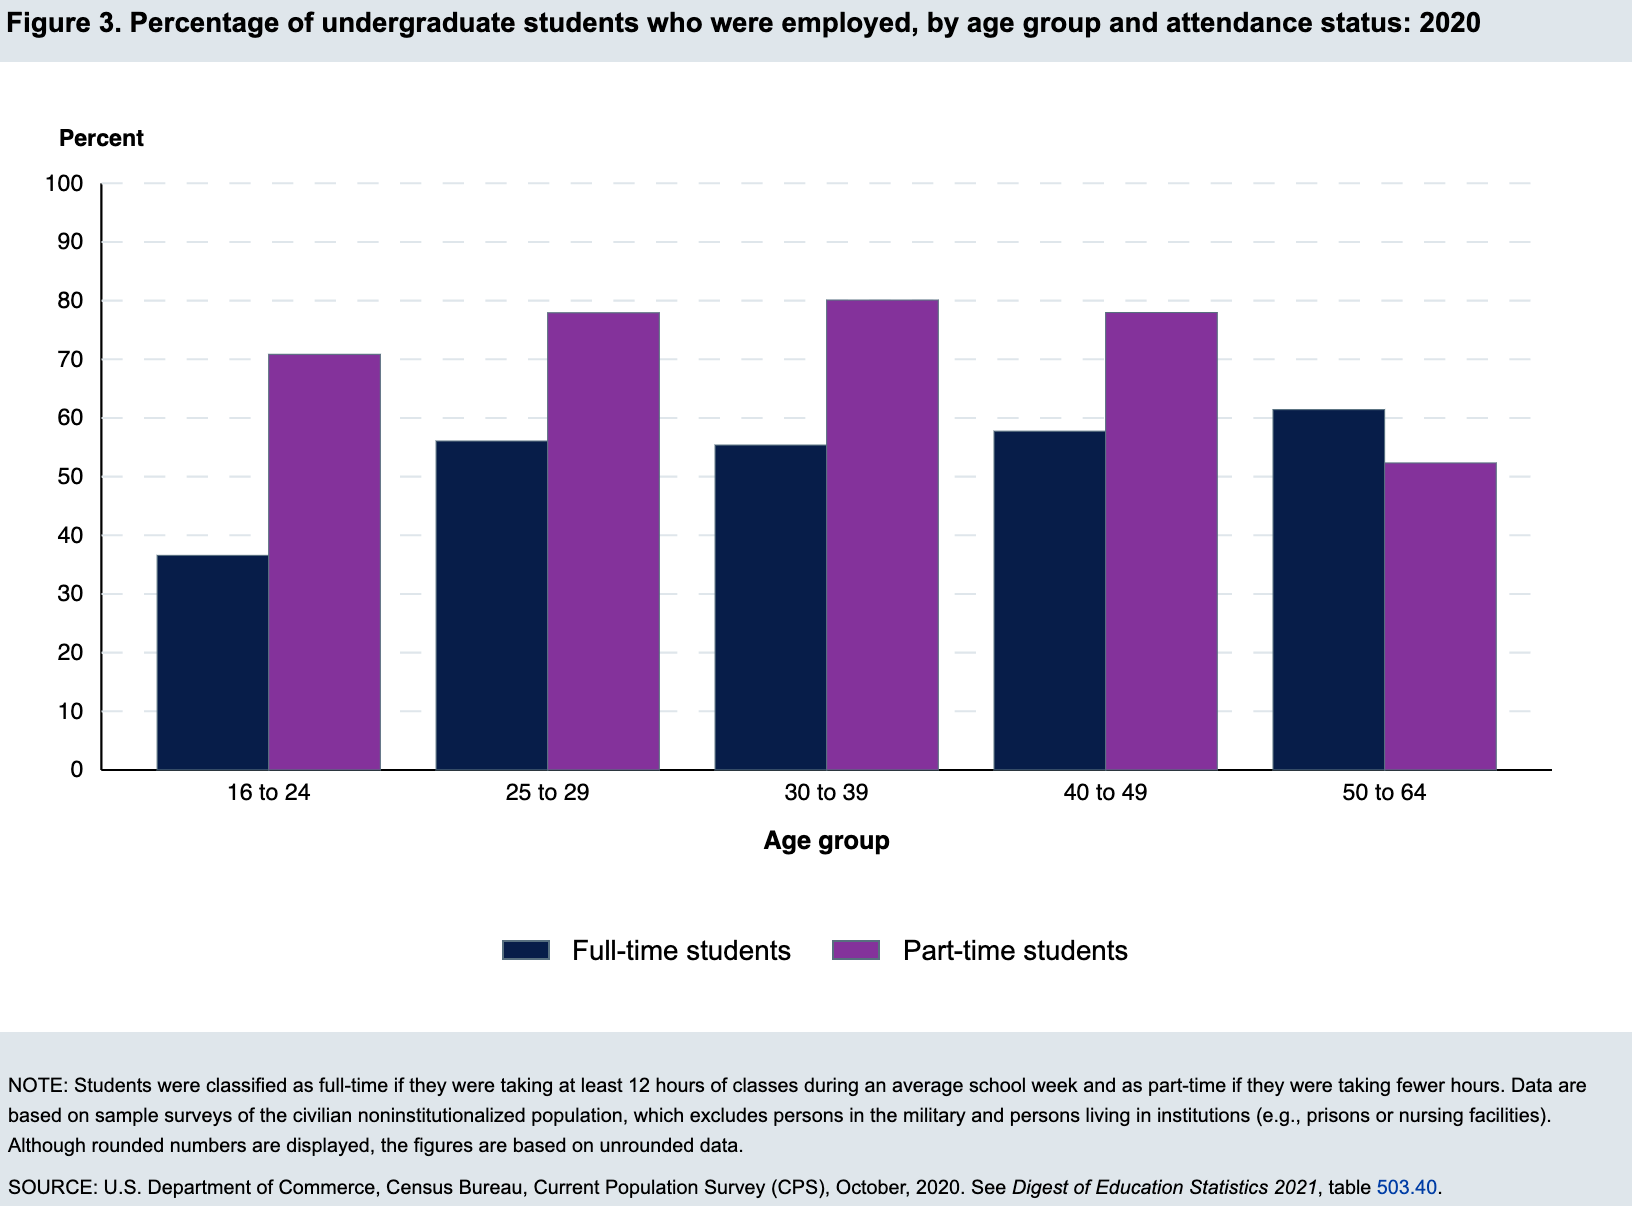 Figure 3. Percentage of undergraduate students who were employed, by age group and attendance status: 2020
Percent
100
90
80
70
60
50
40
30
20
10
0
16 to 24
25 to 29
30 to 39
40 to 49
50 to 64
Age group
Full-time students
Part-time students
NOTE: Students were classified as full-time if they were taking at least 12 hours of classes during an average school week and as part-time if they were taking fewer hours. Data are
based on sample surveys of the civilian noninstitutionalized population, which excludes persons in the military and persons living in institutions (e.g., prisons or nursing facilities).
Although rounded numbers are displayed, the figures are based on unrounded data.
SOURCE: U.S. Department of Commerce, Census Bureau, Current Population Survey (CPS), October, 2020. See Digest of Education Statistics 2021, table 503.40.